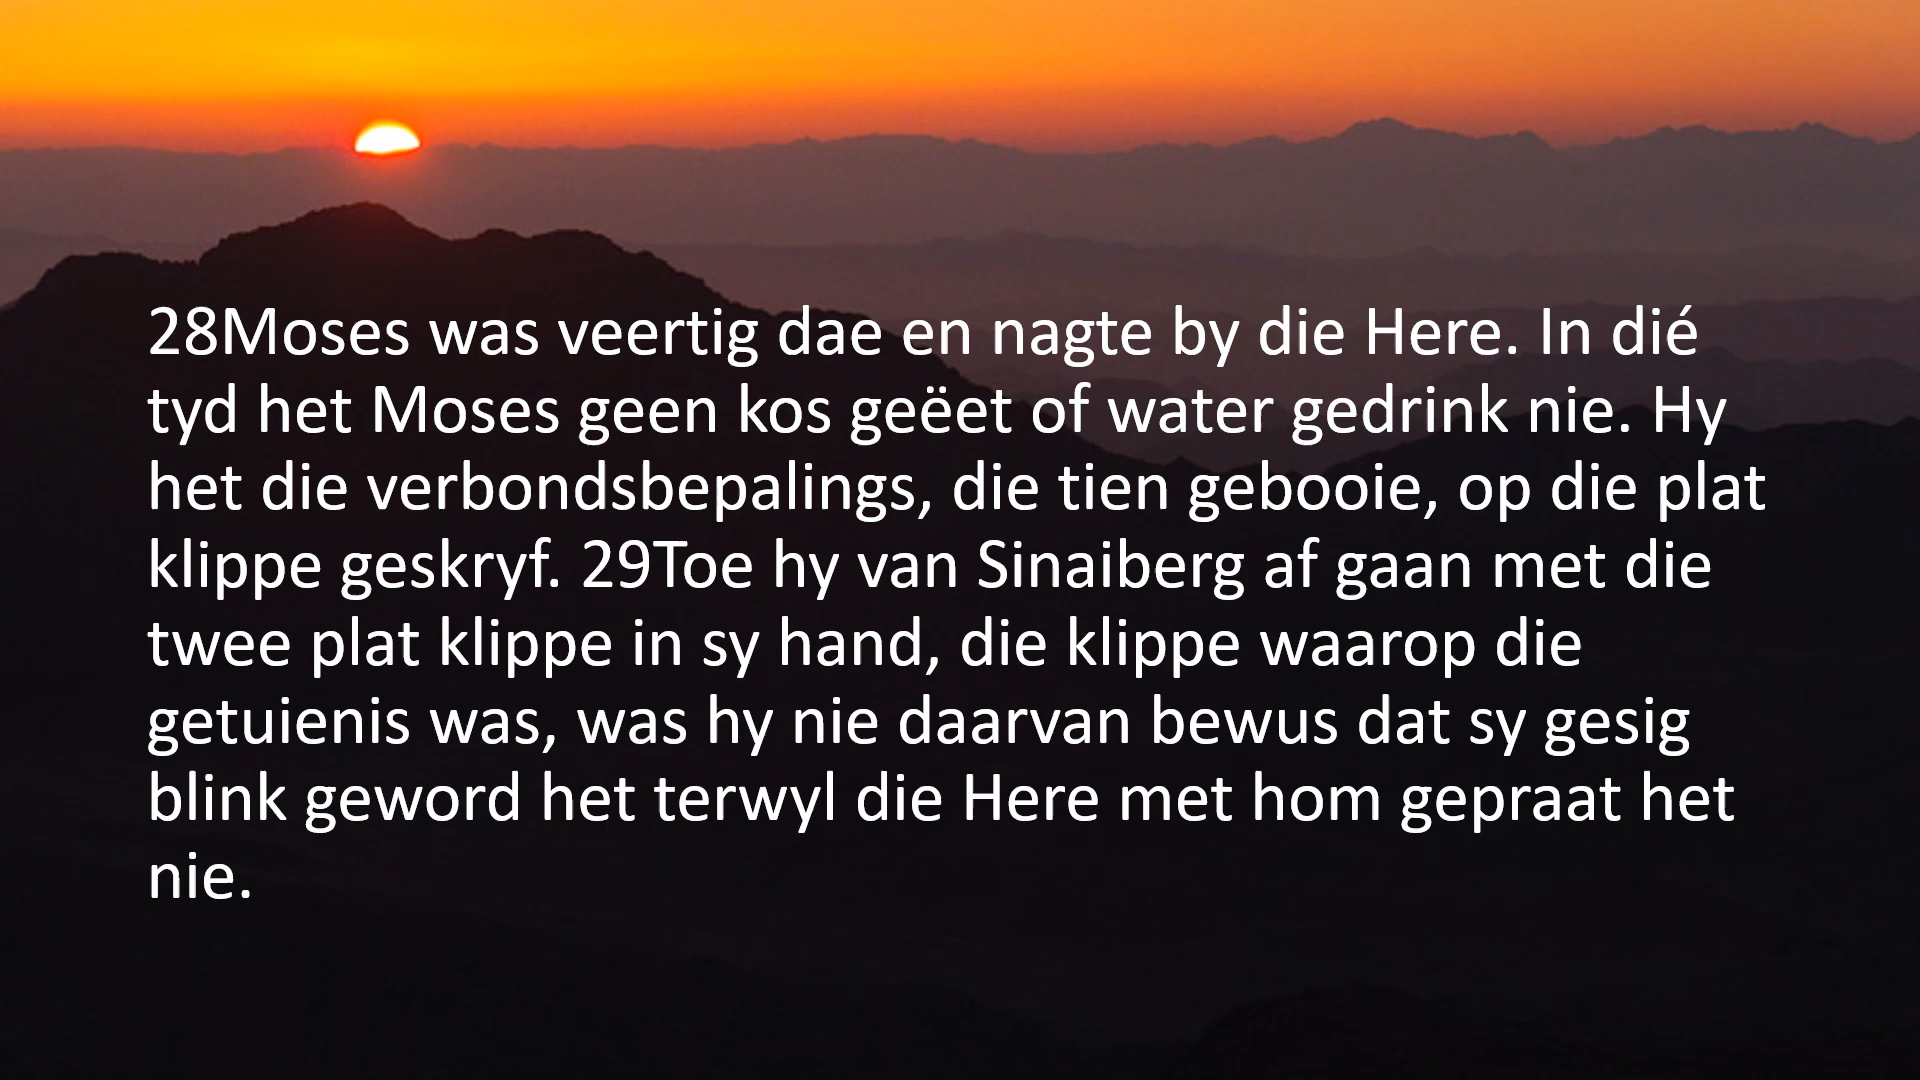 28Moses was veertig dae en nagte by die Here. In dié
tyd het Moses geen kos geëet of water gedrink nie. Hy
het die verbondsbepalings, die tien gebooie, op die plat
klippe geskryf. 29Toe hy van Sinaiberg af gaan met die
twee plat klippe in sy hand, die klippe waarop die
getuienis was, was hy nie daarvan bewus dat sy gesig
blink geword het terwyl die Here met hom gepraat het
nie.